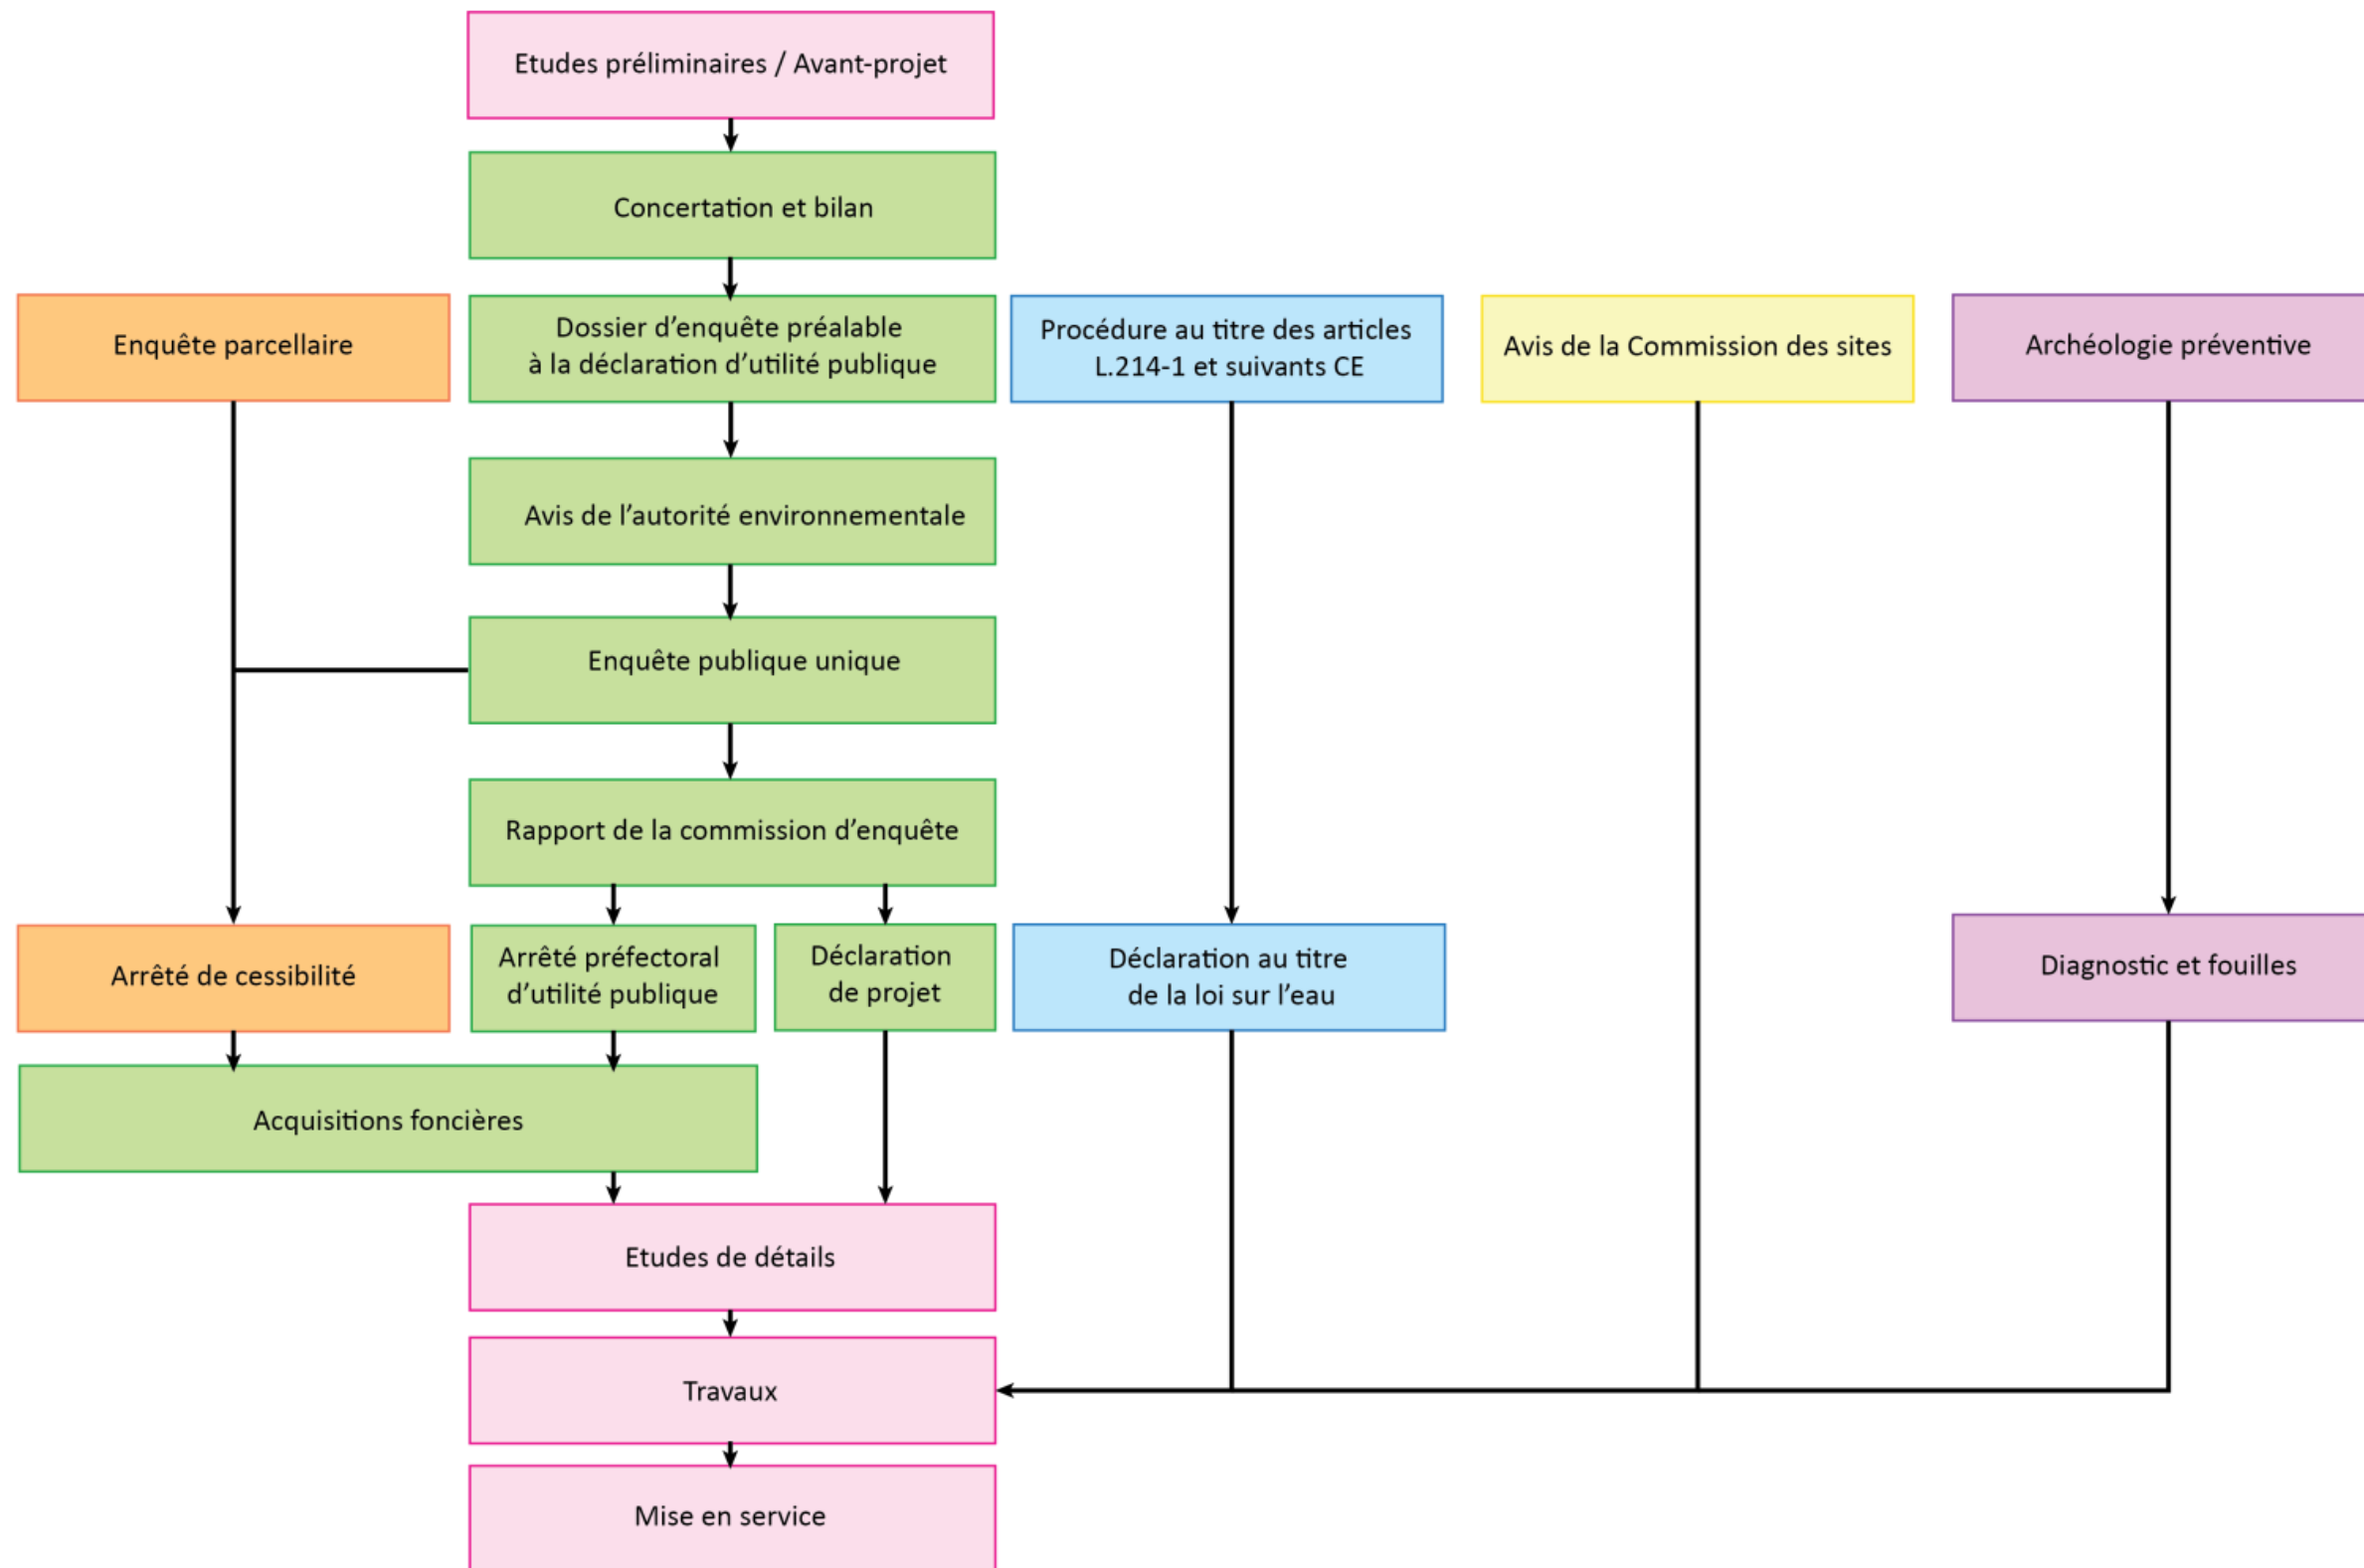 Etudes préliminaires / Avant-projet
Concertation et bilan
Enquête parcellaire
Dossier d’enquête préalable
à la déclaration d’utilité publique
Procédure au titre des articles
L.214-1 et suivants CE
Avis de la Commission des sites
Archéologie préventive
Avis de l’autorité environnementale
Enquête publique unique
Rapport de la commission d’enquête
Arrêté de cessibilité
Arrêté préfectoral
d’utilité publique
Déclaration
de projet
Déclaration au titre
de la loi sur l’eau
Diagnostic et fouilles
Acquisitions foncières
Etudes de détails
Travaux
Mise en service